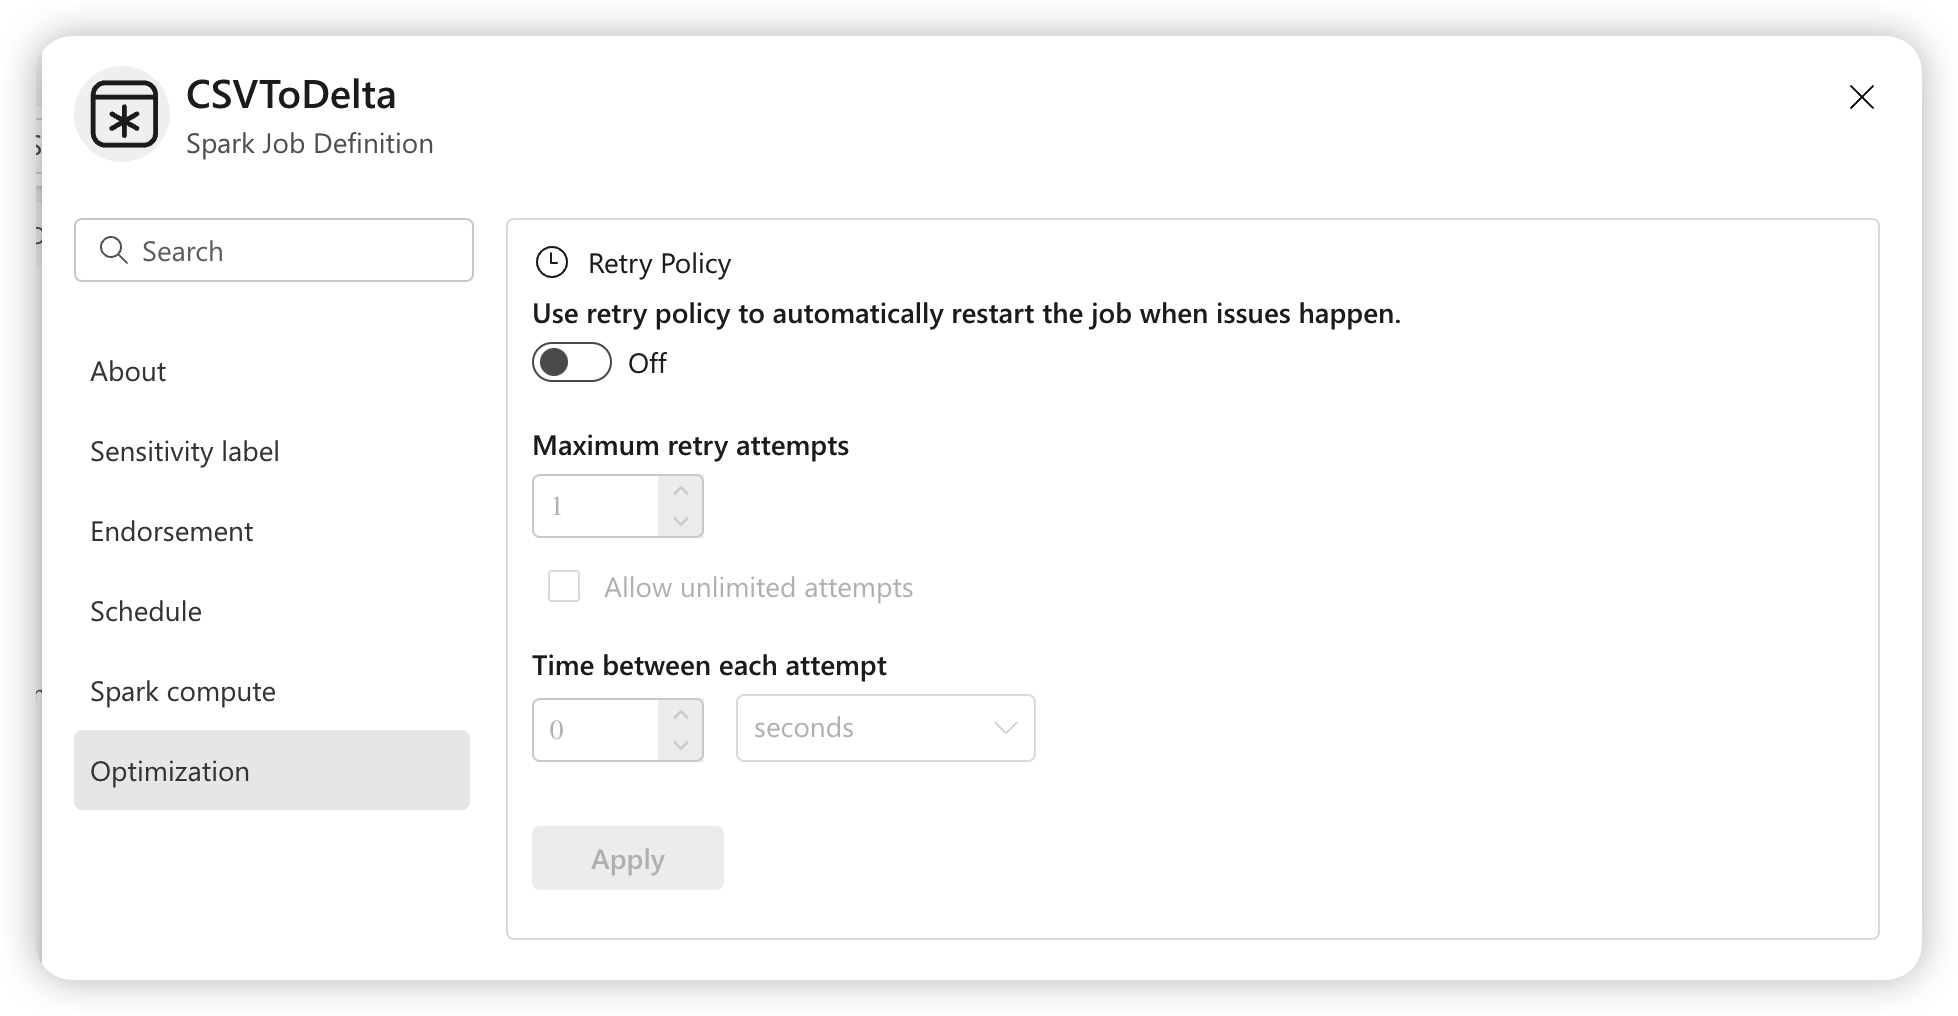 CSVToDelta
Spark Job Definition
Search
About
Sensitivity label
Endorsement
Schedule
Spark compute
Optimization
Retry Policy
Use retry policy to automatically restart the job when issues happen.
Off
Maximum retry attempts
1
Allow unlimited attempts
Time between each attempt
0 seconds
Apply